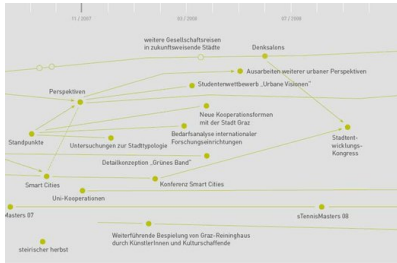 11 / 2007
03 / 2008
07 / 2008
weitere Gesellschaftsreisen
in zukunftsweisende Städte
Denksalens
Ausarbeiten weiterer urbaner Perspektiven
Studentenwettbewerb „Urbane Visionen"
Perspektiven
Neue Kooperationsformen
mit der Stadt Graz
Bedarfsanalyse internationaler
Forschungseinrichtungen
Standpunkte
Untersuchungen zur Stadttypologie
Stadtent-
wicklungs-
Kongress
Detailkonzeption „Grünes Band"
Smart Cities
Konferenz Smart Cities
Uni-Kooperationen
Masters 07
sTennisMasters 08
Weiterführende Bespielung von Graz-Reininghaus
durch KünstlerInnen und Kulturschaffende
steirischer herbst